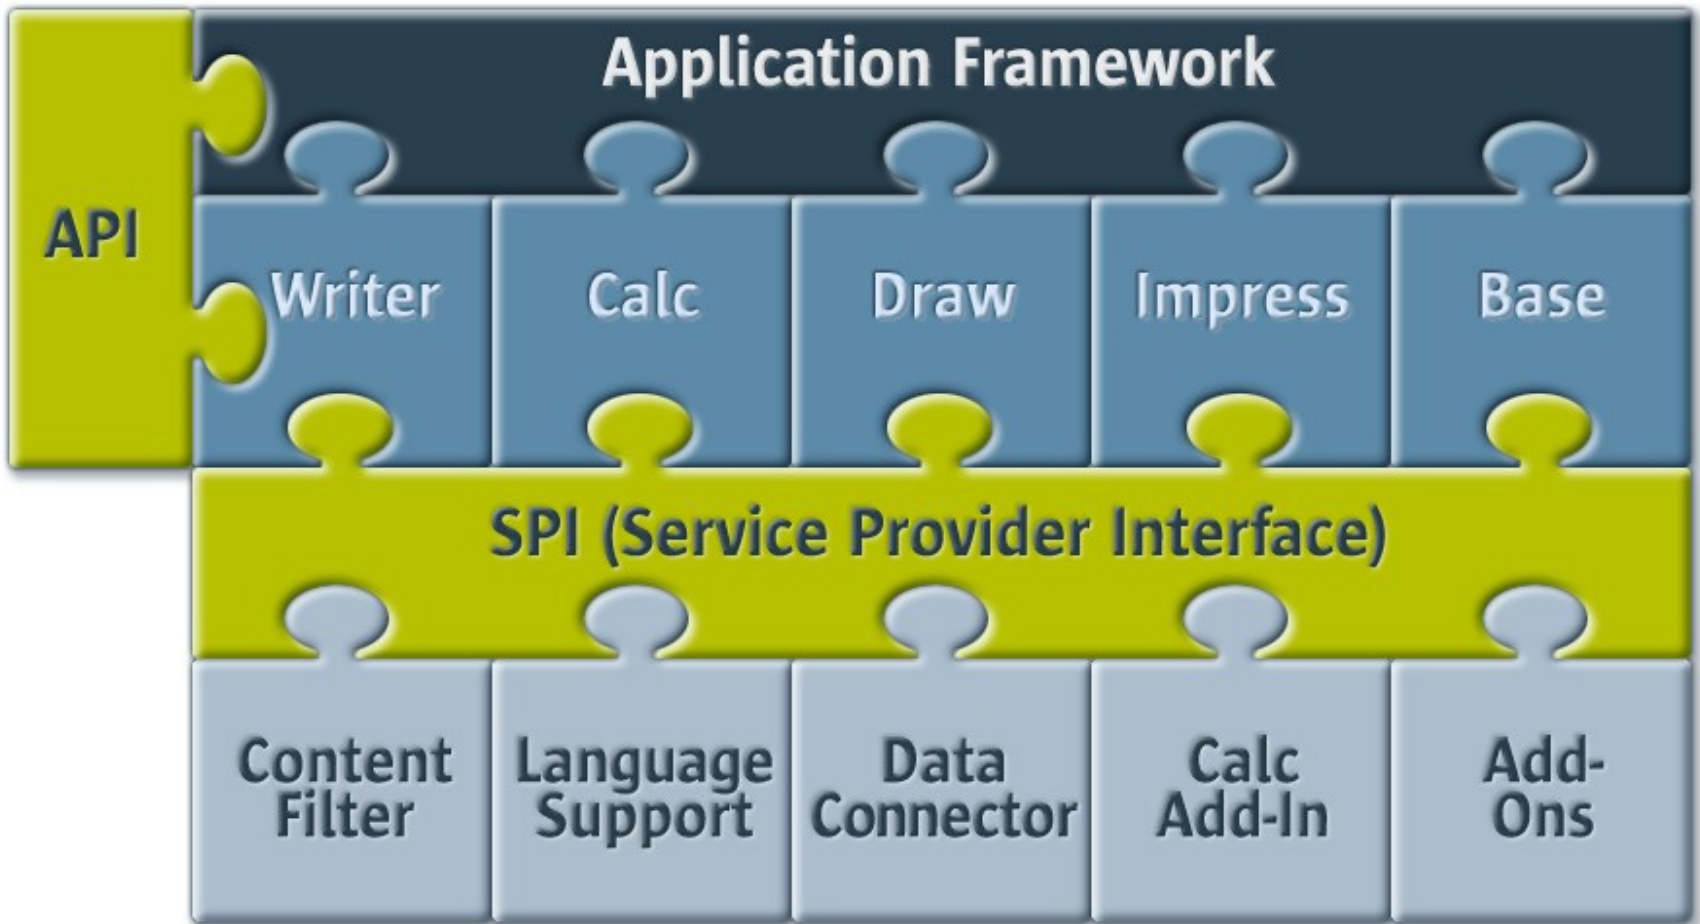 Application Framework
API
Writer
Calc
Draw
Impress
Base
SPI (Service Provider Interface)
Content
Filter
Language
Support
Data
Connector
Calc
Add-In
Add-
Ons